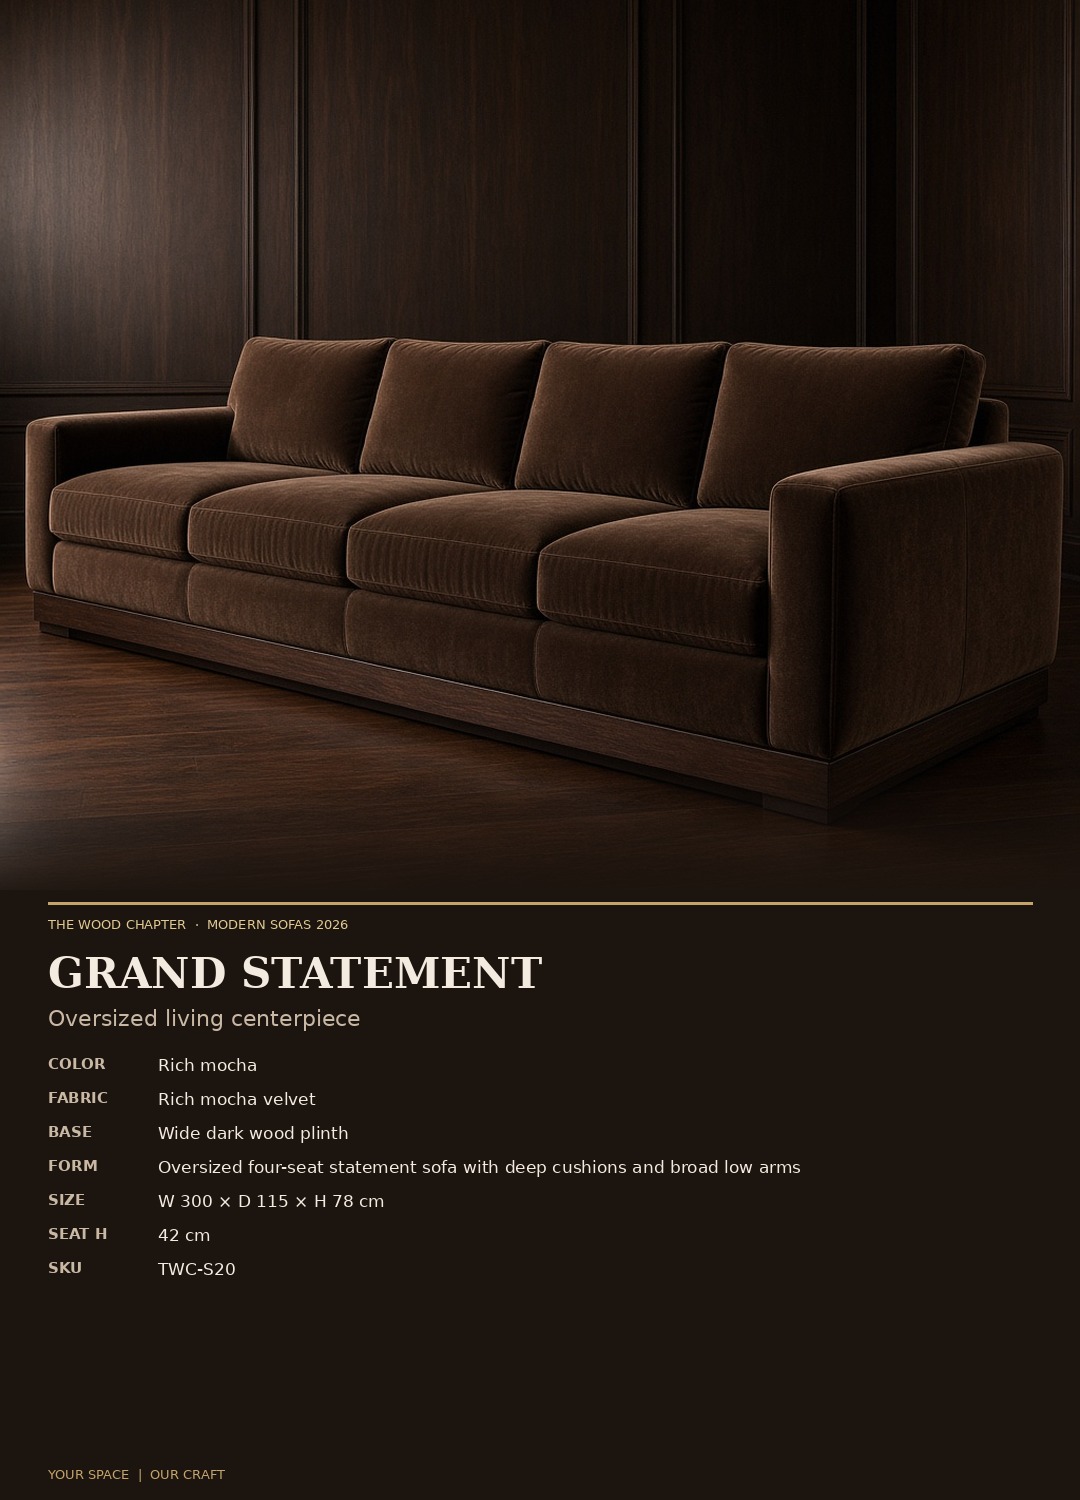 THE WOOD CHAPTER · MODERN SOFAS 2026
GRAND STATEMENT
Oversized living centerpiece
COLOR Rich mocha
FABRIC Rich mocha velvet
BASE Wide dark wood plinth
FORM Oversized four-seat statement sofa with deep cushions and broad low arms
SIZE W 300 × D 115 × H 78 cm
SEAT H 42 cm
SKU TWC-S20
YOUR SPACE | OUR CRAFT